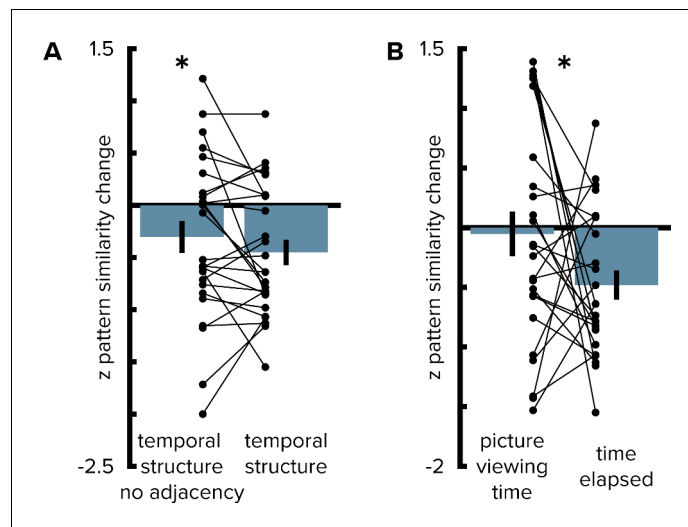 A
B
1.5
1.5
*
*
z pattern similarity change
z pattern similarity change
-2.5
-2
temporal
structure
no adjacency
temporal
structure
picture
viewing
time
time
elapsed